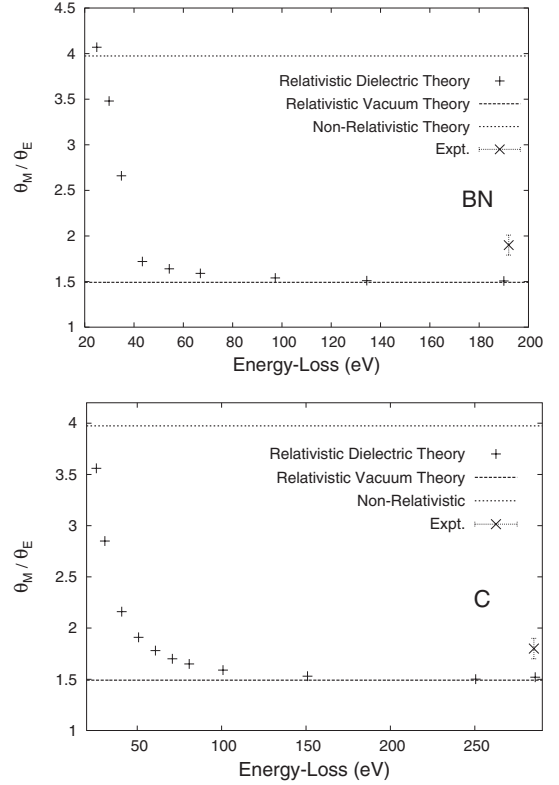 4.5
4
3.5
3
2.5
2
1.5
1
θM / θE
Relativistic Dielectric Theory
Relativistic Vacuum Theory
Non-Relativistic Theory
Expt.
BN
20 40 60 80 100 120 140 160 180 200
Energy-Loss (eV)
4
3.5
3
2.5
2
1.5
1
θM / θE
Relativistic Dielectric Theory
Relativistic Vacuum Theory
Non-Relativistic
Expt.
C
50 100 150 200 250
Energy-Loss (eV)